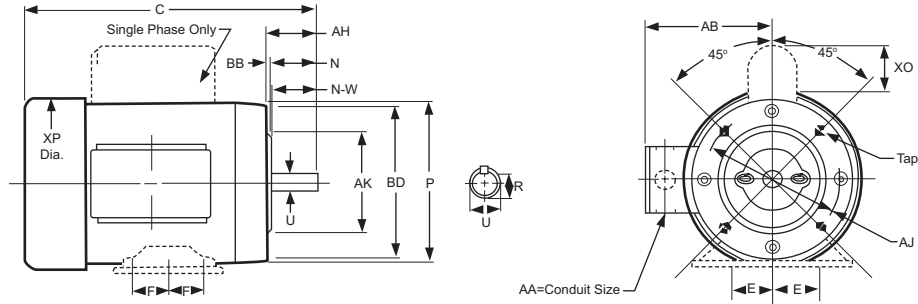 C
Single Phase Only
AH
BB
N
N-W
XP
Dia.
AK
BD
P
U
F
F
R
U
AB
45°
45°
XO
Tap
AJ
AA=Conduit Size
E
E